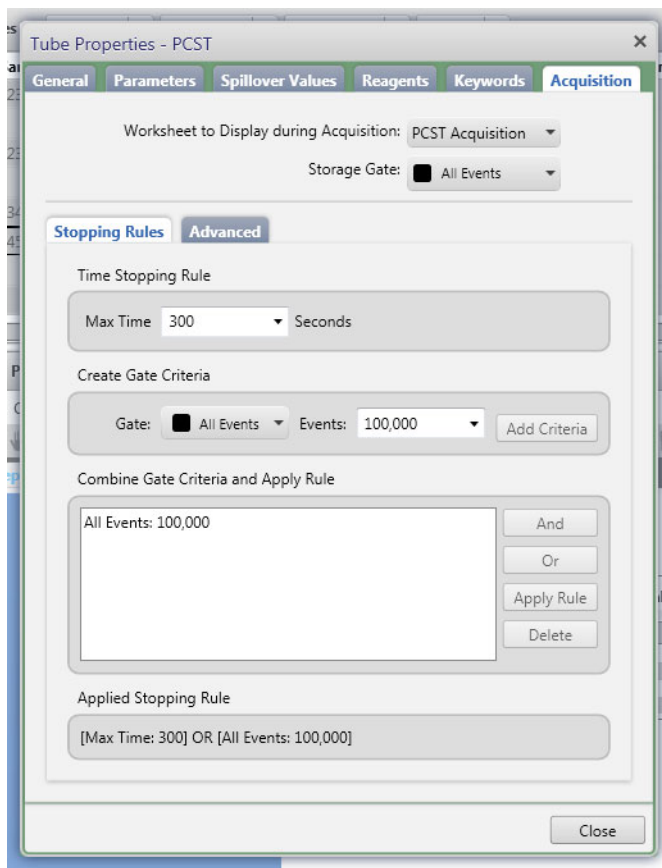 Tube Properties - PCST
General Parameters Spillover Values Reagents Keywords Acquisition
Worksheet to Display during Acquisition: PCST Acquisition
Storage Gate: All Events
Stopping Rules Advanced
Time Stopping Rule
Max Time 300 Seconds
Create Gate Criteria
Gate: All Events Events: 100,000 Add Criteria
Combine Gate Criteria and Apply Rule
All Events: 100,000
And
Or
Apply Rule
Delete
Applied Stopping Rule
[Max Time: 300] OR [All Events: 100,000]
Close